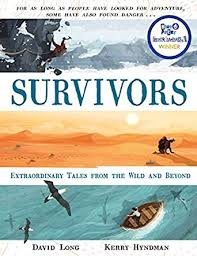 FOR AS LONG AS PEOPLE HAVE LOOKED FOR ADVENTURE,
SOME HAVE ALSO FOUND DANGER . . .
WINNER
SURVIVORS
EXTRAORDINARY TALES FROM THE WILD AND BEYOND
DAVID LONG KERRY HYNDMAN